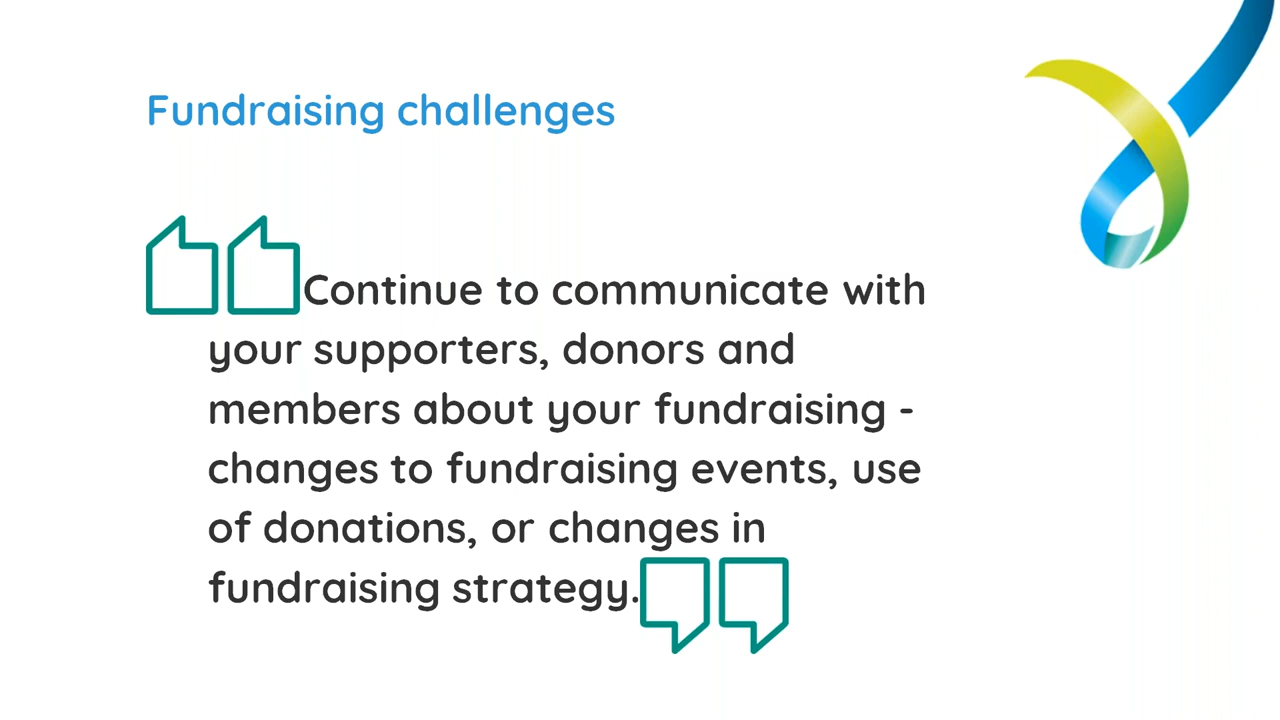 Fundraising challenges
Continue to communicate with
your supporters, donors and
members about your fundraising -
changes to fundraising events, use
of donations, or changes in
fundraising strategy.